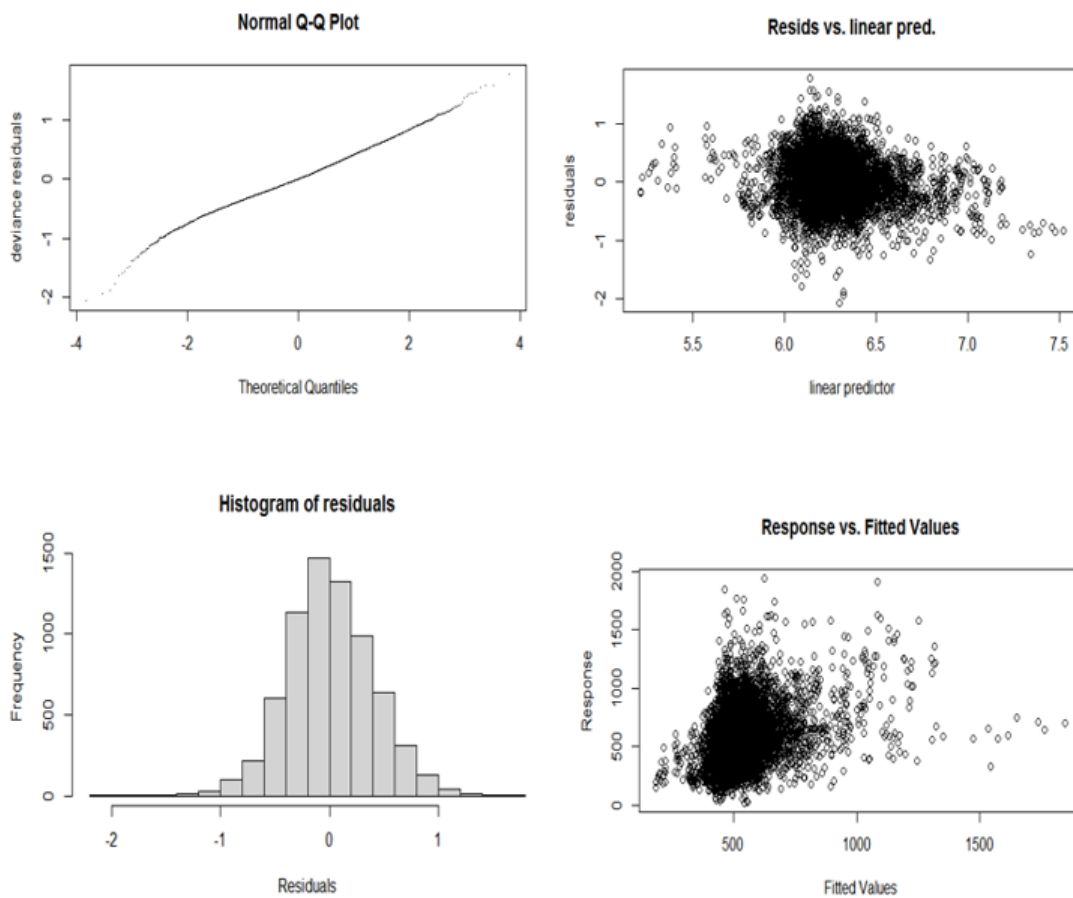 Normal Q-Q Plot
deviance residuals
1
0
-1
-2
-4
-2
0
2
4
Theoretical Quantiles
Resids vs. linear pred.
residuals
1
0
-1
-2
5.5
6.0
6.5
7.0
7.5
linear predictor
Histogram of residuals
Frequency
1500
1000
500
0
-2
-1
0
1
Residuals
Response vs. Fitted Values
Response
2000
1500
1000
500
0
500
1000
1500
Fitted Values